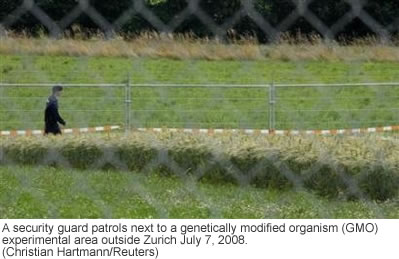 A security guard patrols next to a genetically modified organism (GMO)
experimental area outside Zurich July 7, 2008.
(Christian Hartmann/Reuters)